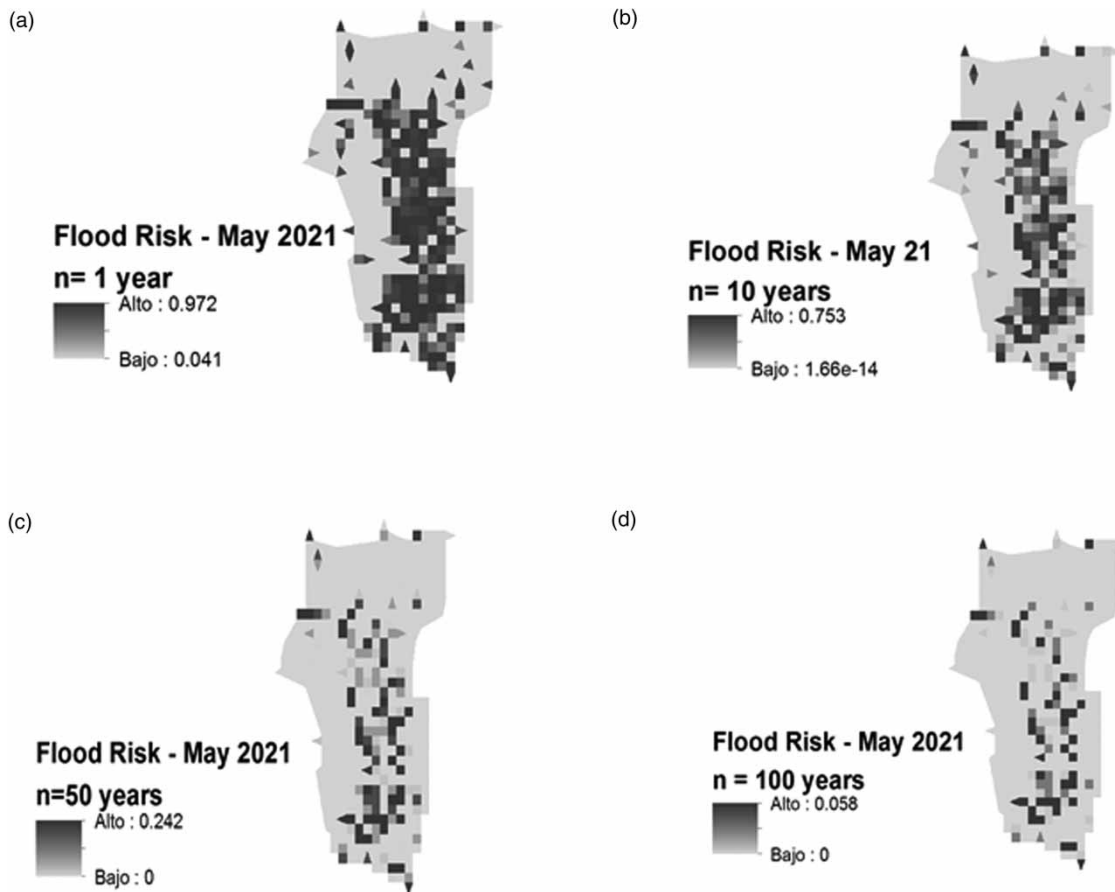 (a)
Flood Risk - May 2021
n= 1 year
Alto : 0.972
Bajo : 0.041
(b)
Flood Risk - May 21
n= 10 years
Alto : 0.753
Bajo : 1.66e-14
(c)
Flood Risk - May 2021
n=50 years
Alto : 0.242
Bajo : 0
(d)
Flood Risk - May 2021
n = 100 years
Alto : 0.058
Bajo : 0